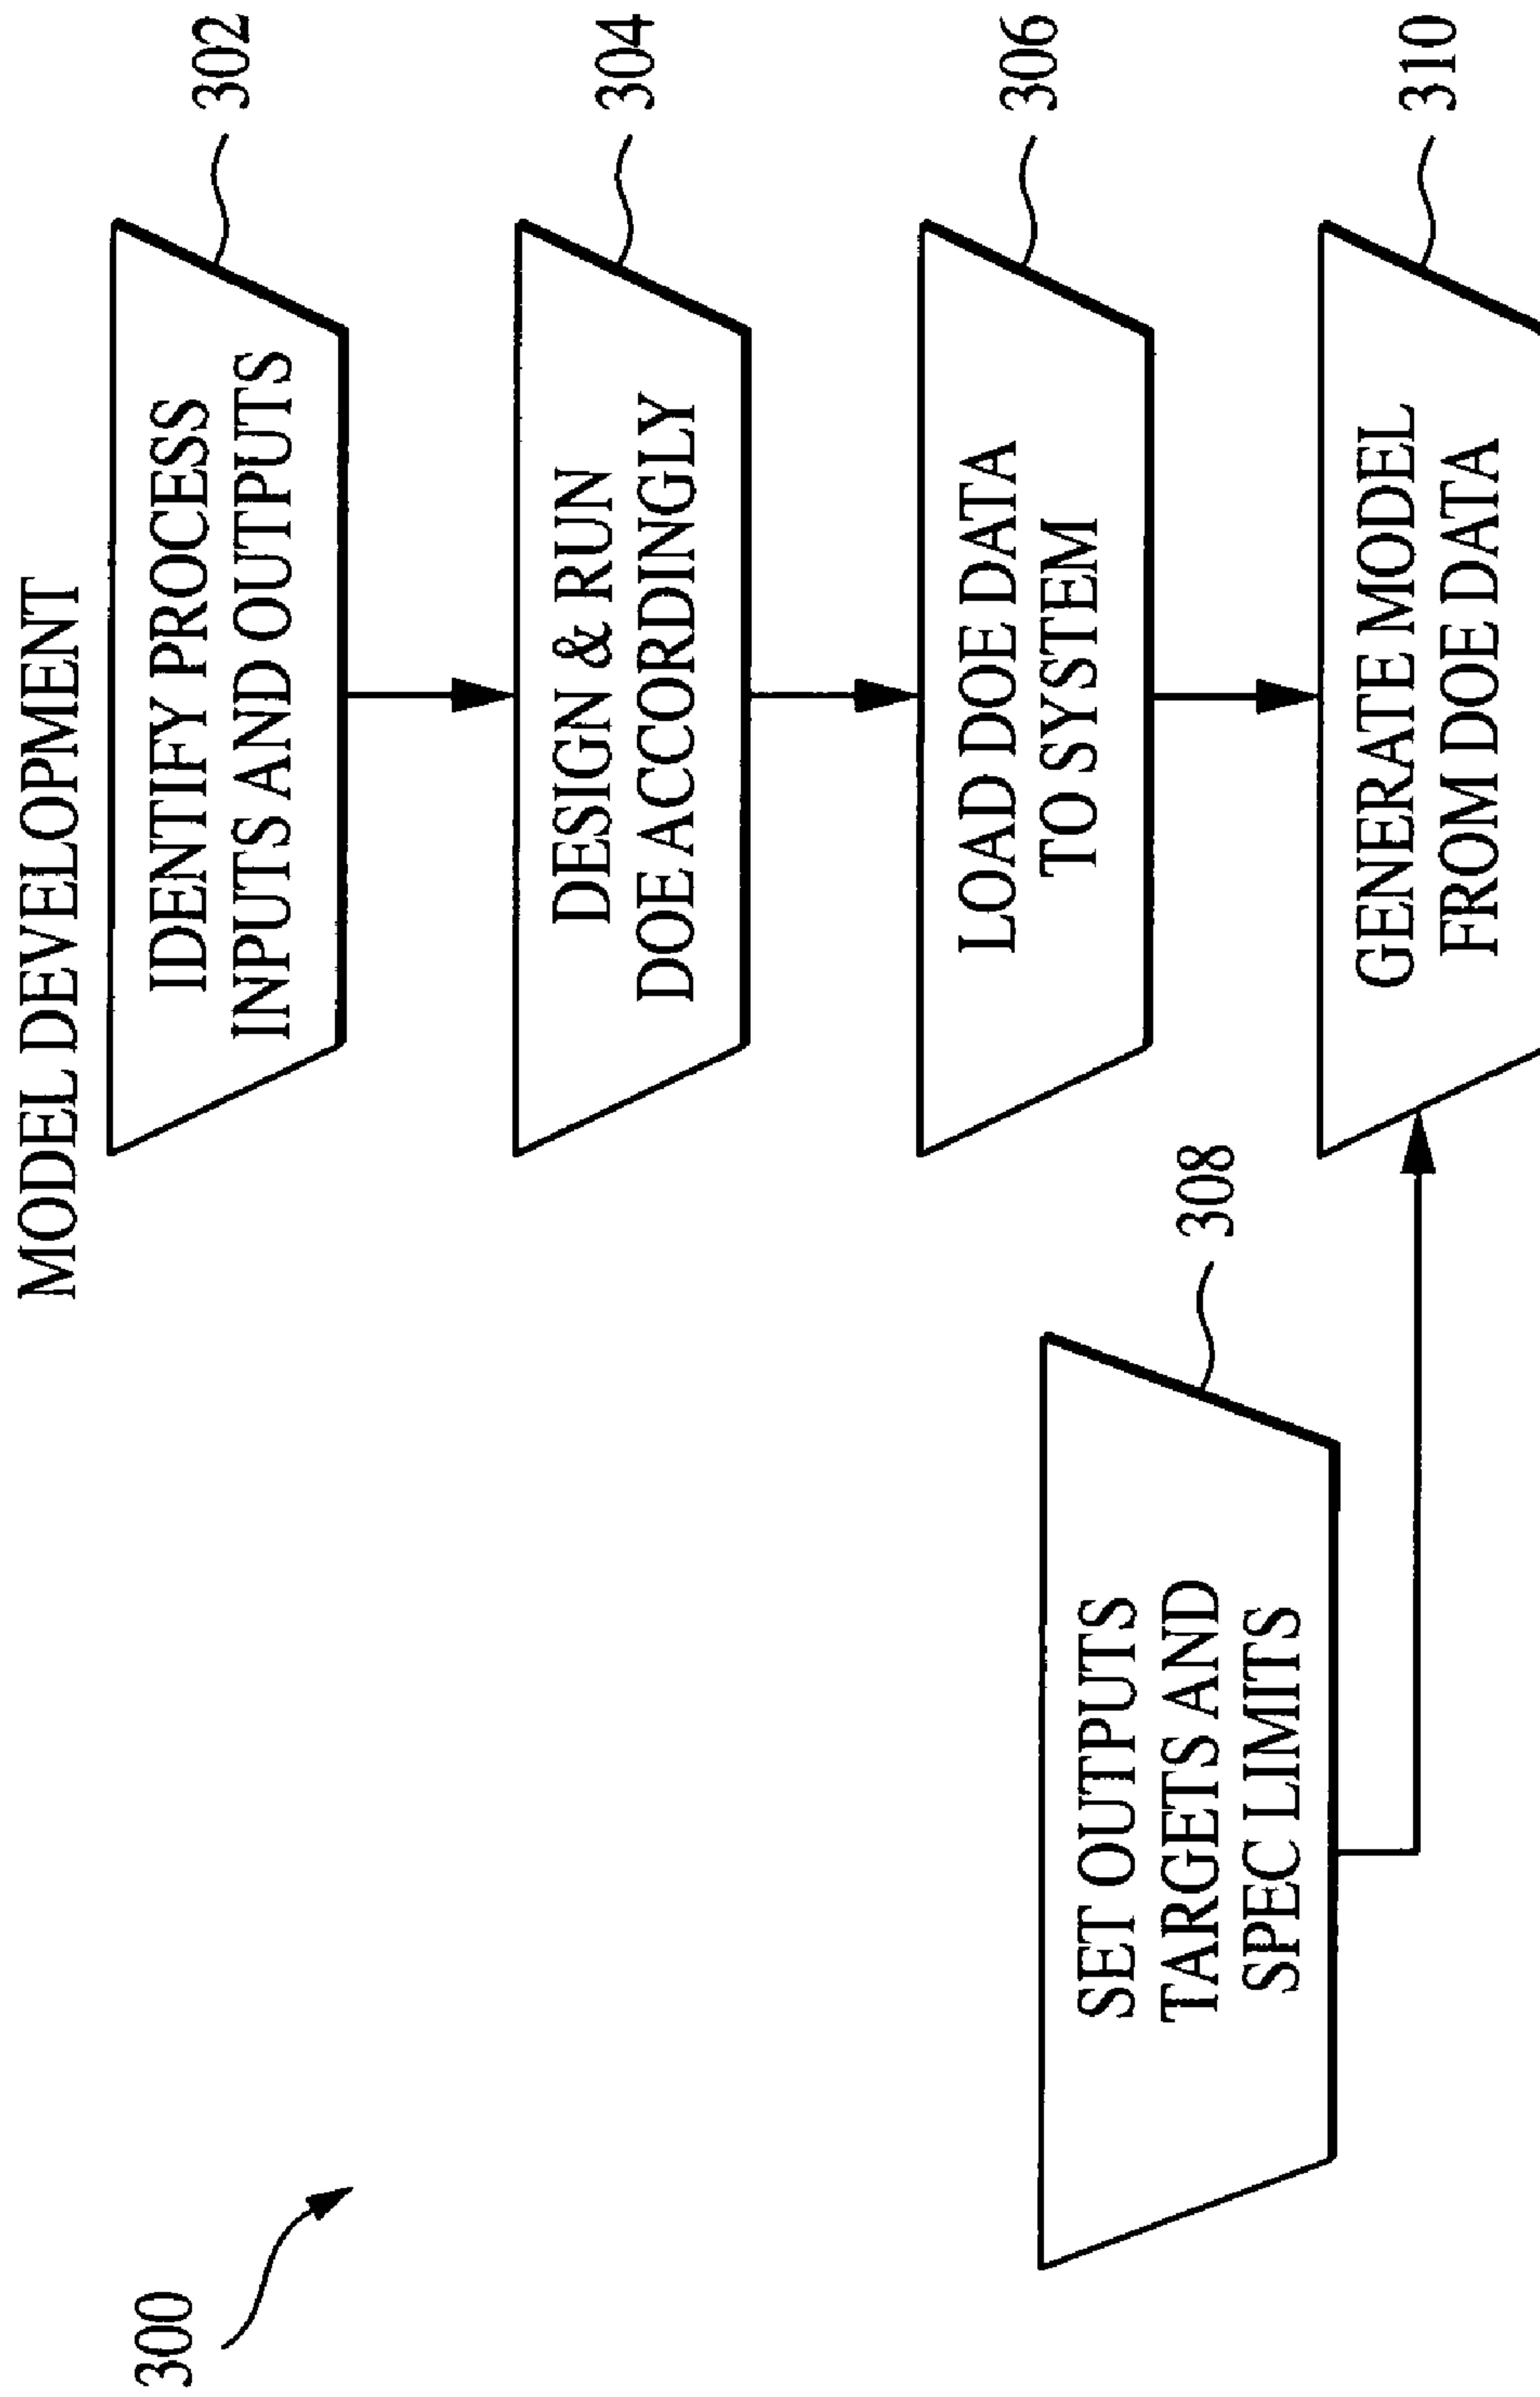 300
MODEL DEVELOPMENT
IDENTIFY PROCESS
INPUTS AND OUTPUTS
302
DESIGN & RUN
DOE ACCORDINGLY
304
LOAD DOE DATA
TO SYSTEM
306
SET OUTPUTS
TARGETS AND
SPEC LIMITS
308
GENERATE MODEL
FROM DOE DATA
310